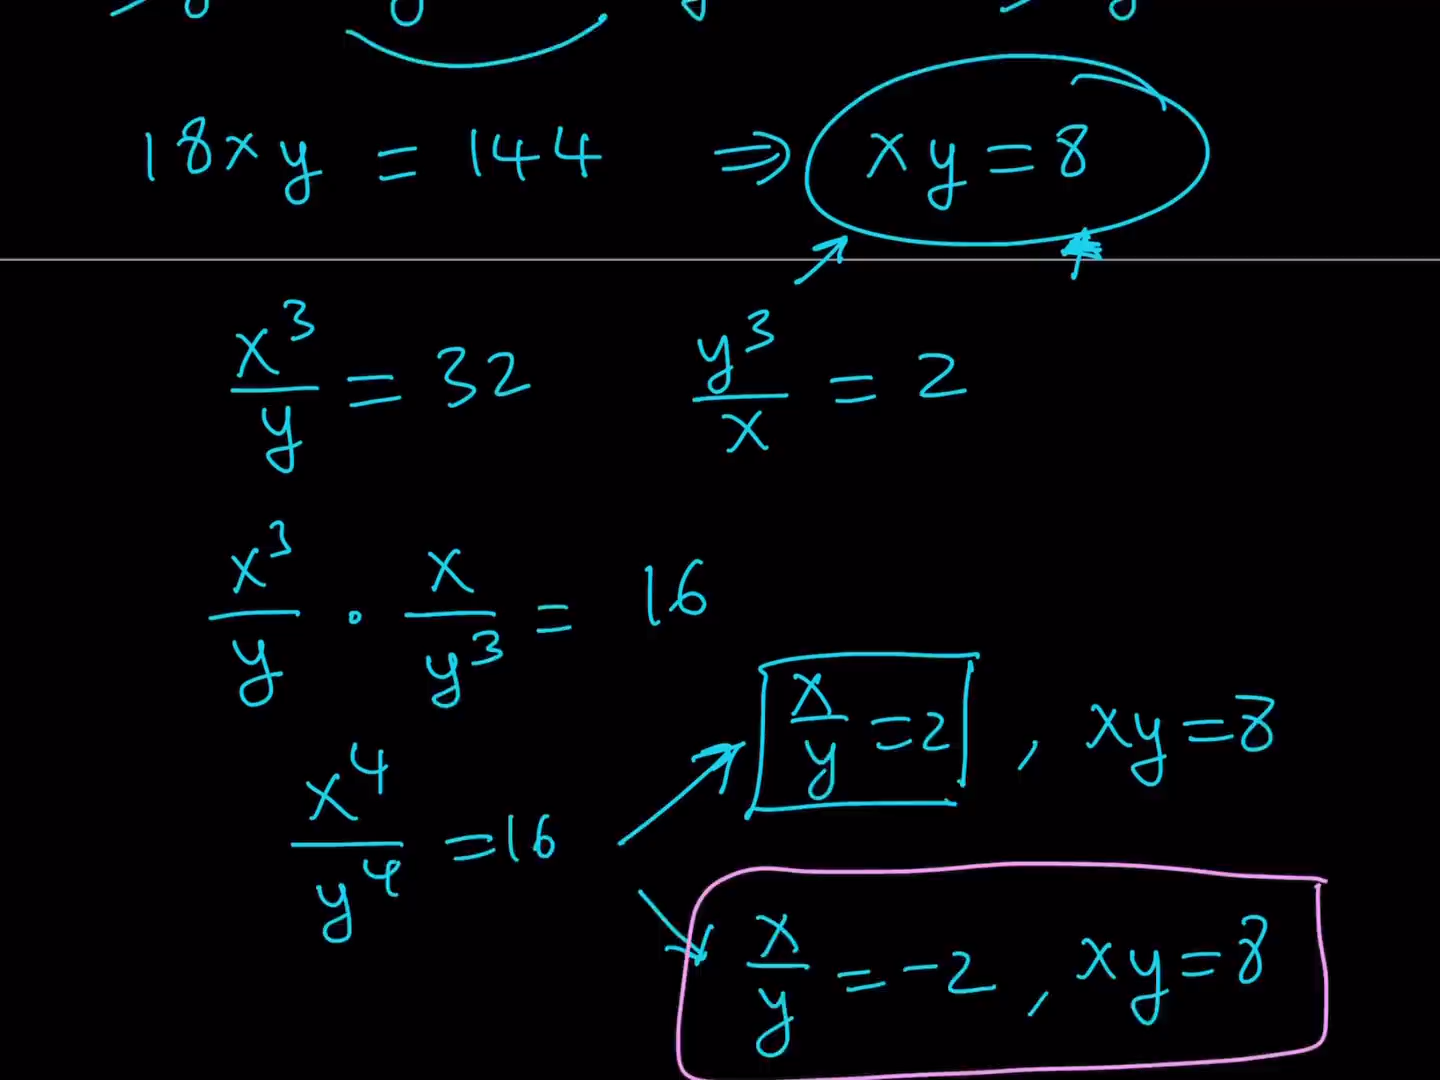 18xy = 144 ⇒ xy = 8
x³/y = 32 y³/x = 2
x³/y · x/y³ = 16
x/y = 2 , xy = 8
x⁴/y⁴ = 16
x/y = -2 , xy = 8